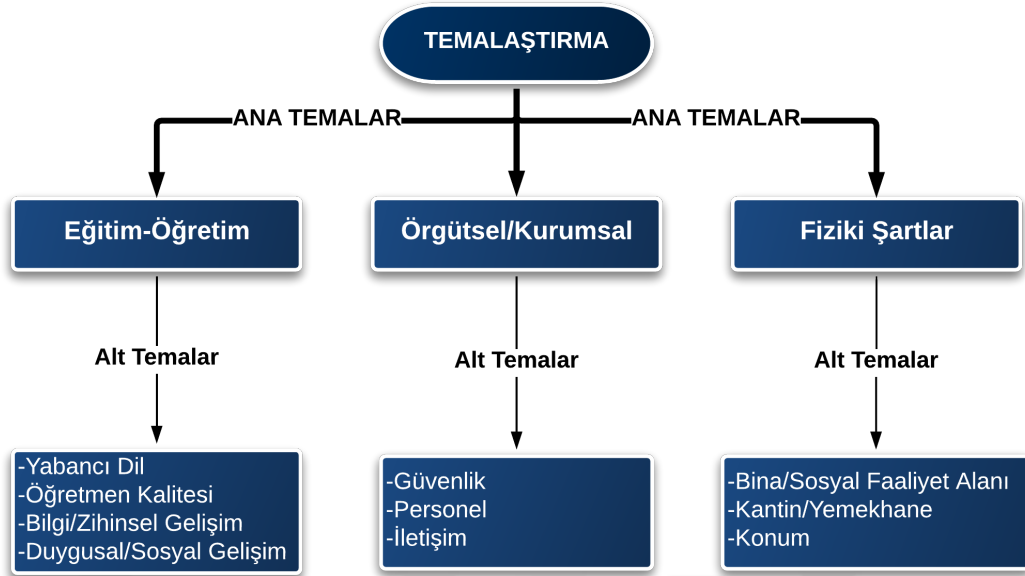 TEMALAŞTIRMA
ANA TEMALAR
ANA TEMALAR
Eğitim-Öğretim
Örgütsel/Kurumsal
Fiziki Şartlar
Alt Temalar
Alt Temalar
Alt Temalar
-Yabancı Dil
-Öğretmen Kalitesi
-Bilgi/Zihinsel Gelişim
-Duygusal/Sosyal Gelişim
-Güvenlik
-Personel
-İletişim
-Bina/Sosyal Faaliyet Alanı
-Kantin/Yemekhane
-Konum